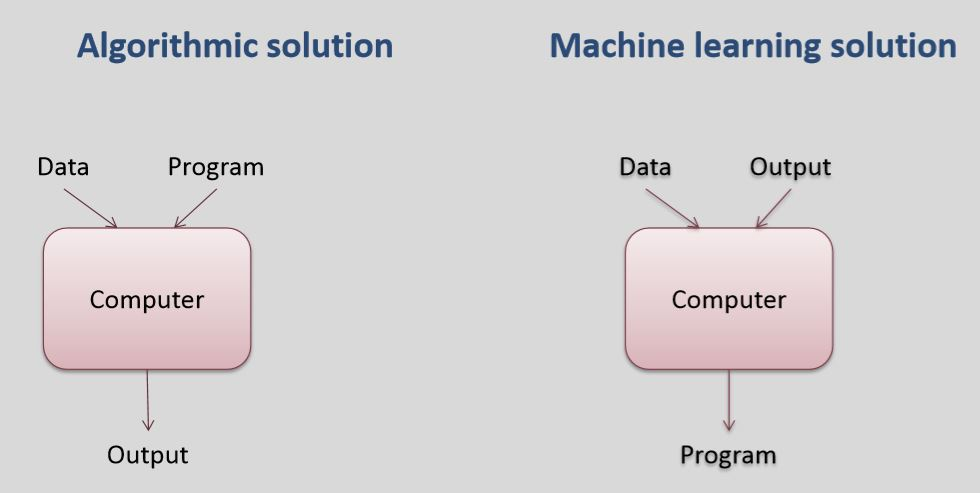 Algorithmic solution
Machine learning solution
Data
Program
Data
Output
Computer
Computer
Output
Program